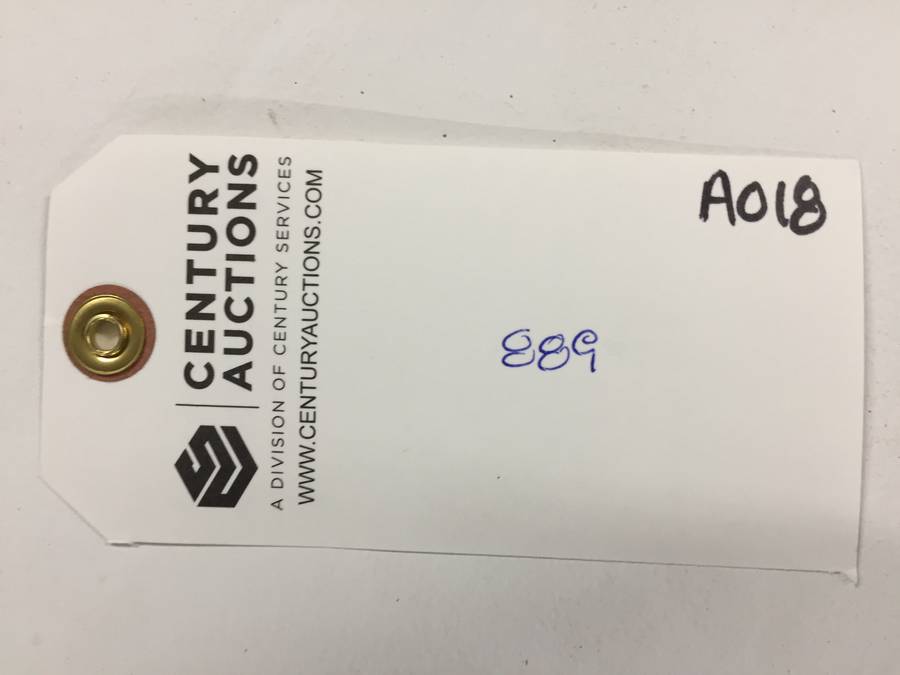 CENTURY
AUCTIONS
A DIVISION OF CENTURY SERVICES
WWW.CENTURYAUCTIONS.COM
A018
889